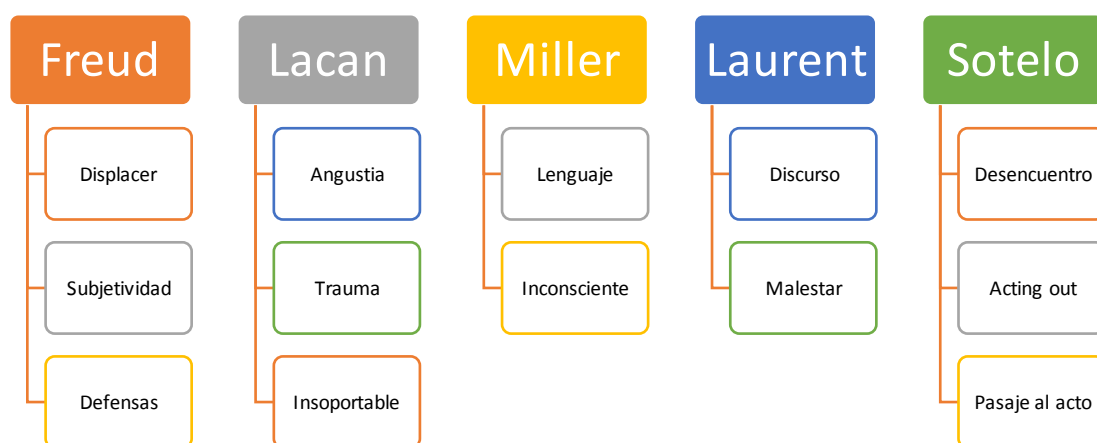 Freud
Lacan
Miller
Laurent
Sotelo
Displacer
Angustia
Lenguaje
Discurso
Desencuentro
Subjetividad
Trauma
Inconsciente
Malestar
Acting out
Defensas
Insoportable
Pasaje al acto